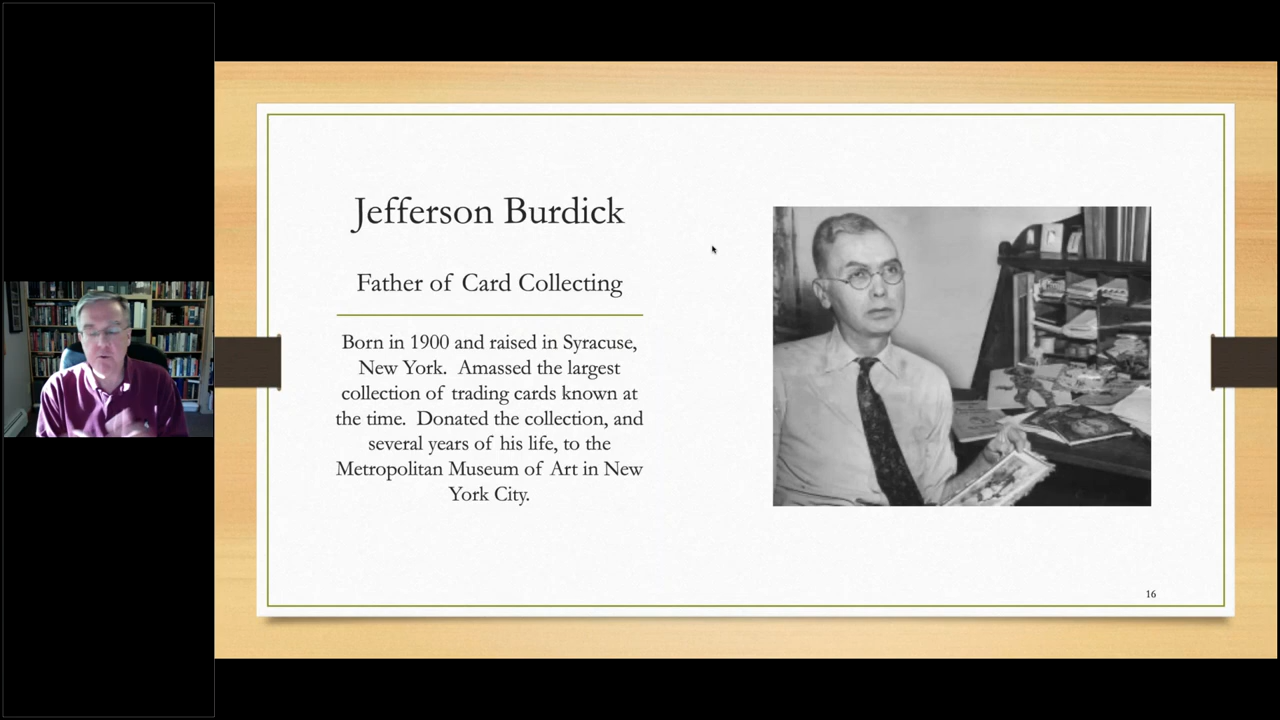 Jefferson Burdick
Father of Card Collecting
Born in 1900 and raised in Syracuse,
New York.  Amassed the largest
collection of trading cards known at
the time.  Donated the collection, and
several years of his life, to the
Metropolitan Museum of Art in New
York City.
16